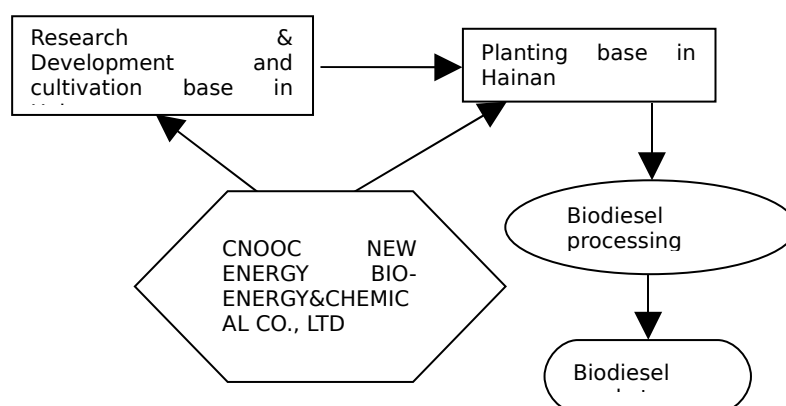 Research &
Development and
cultivation base in
Planting base in
Hainan
Biodiesel
processing
CNOOC NEW
ENERGY BIO-
ENERGY&CHEMIC
AL CO., LTD
Biodiesel